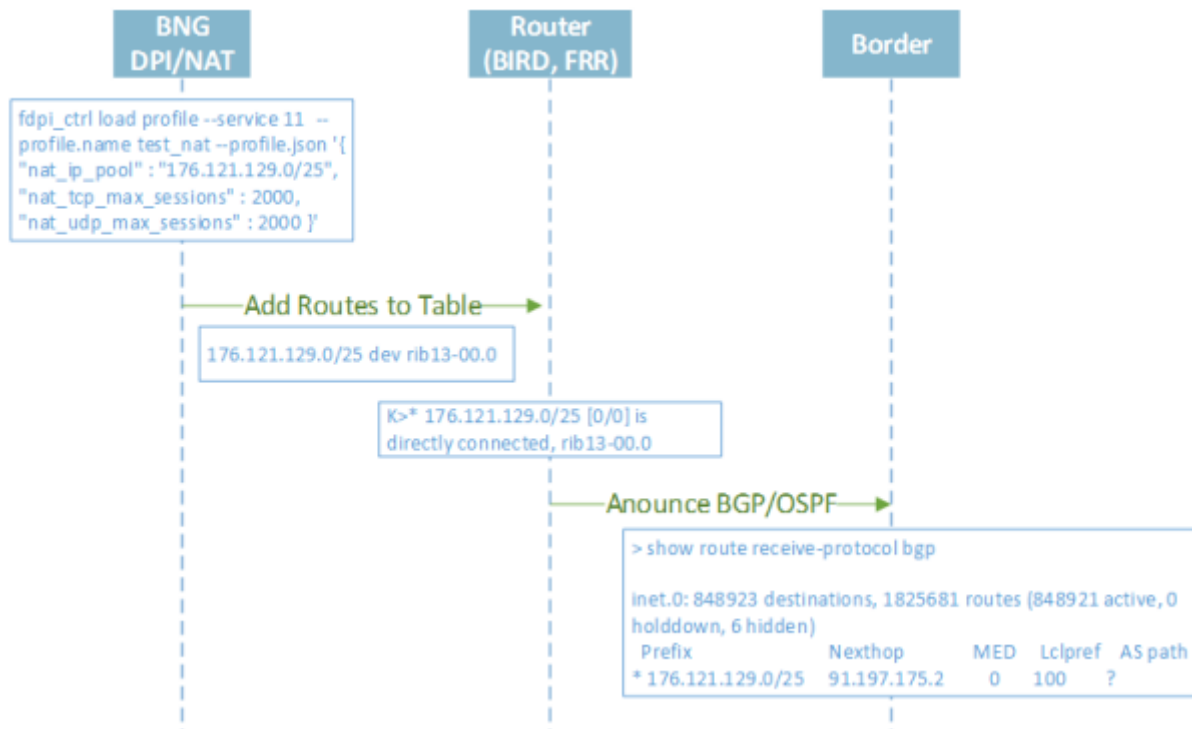 BNG
DPI/NAT
Router
(BIRD, FRR)
Border
fdpi_ctrl load profile --service 11 --
profile.name test_nat --profile.json '{
"nat_ip_pool" : "176.121.129.0/25",
"nat_tcp_max_sessions" : 2000,
"nat_udp_max_sessions" : 2000 }'
Add Routes to Table
176.121.129.0/25 dev rib13-00.0
K>* 176.121.129.0/25 [0/0] is
directly connected, rib13-00.0
Anounce BGP/OSPF
> show route receive-protocol bgp
inet.0: 848923 destinations, 1825681 routes (848921 active, 0
holddown, 6 hidden)
Prefix Nexthop MED Lclpref AS path
* 176.121.129.0/25 91.197.175.2 0 100 ?